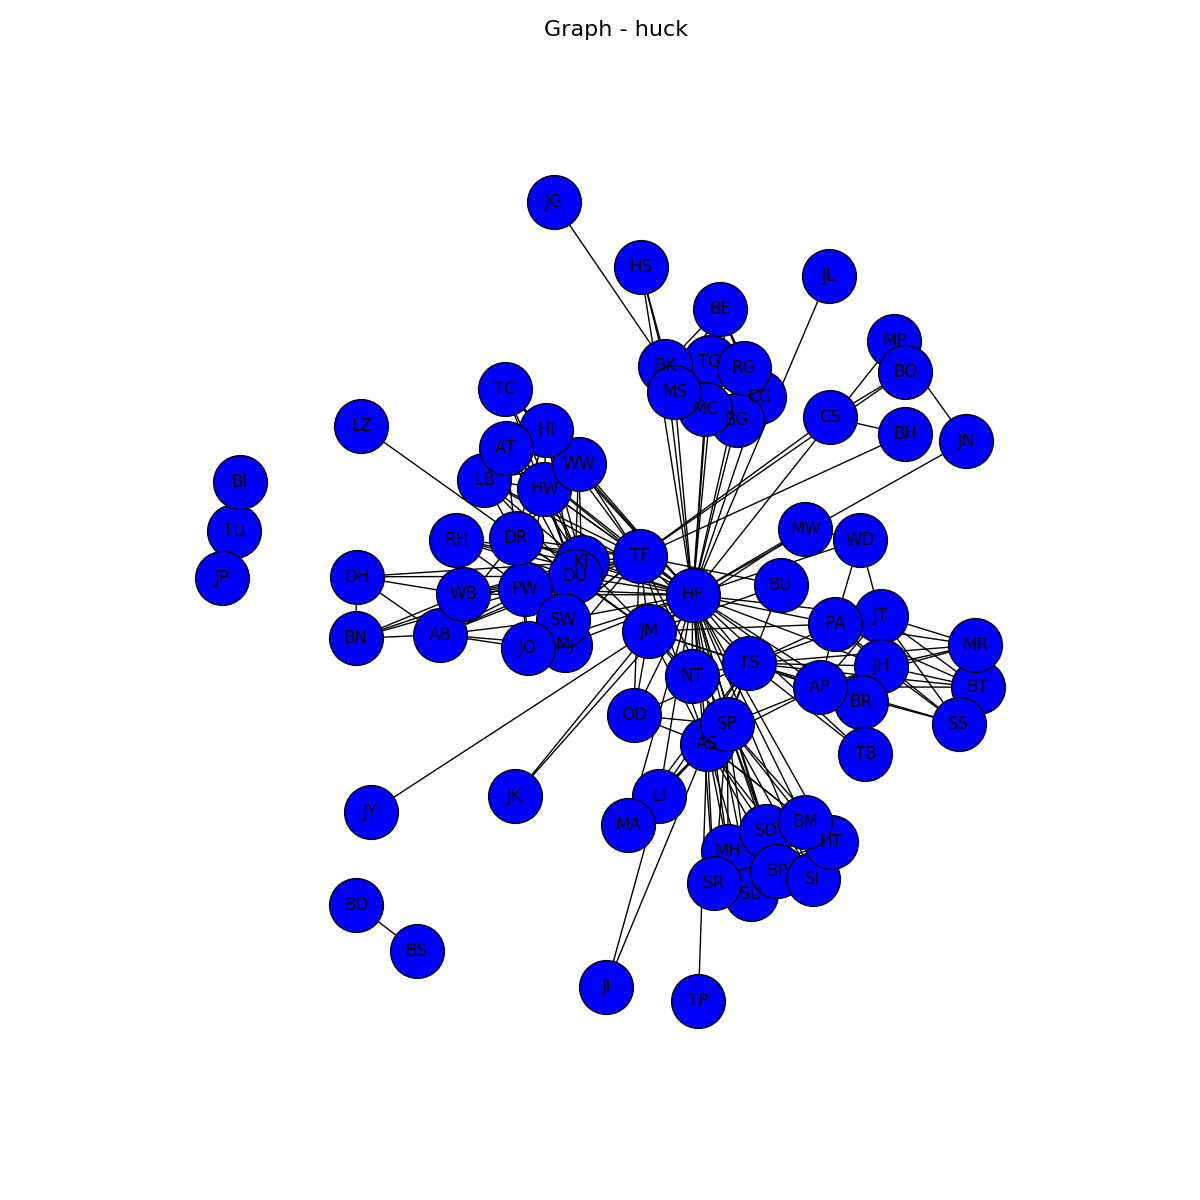 Graph - huck
JG
HS
JL
BE
MP
TG
BK
RG
BO
TC
MS
CG
MC
CS
BG
LZ
HI
BH
JN
AT
WW
LB
BI
HW
MW
TU
DR
RH
WD
TF
KI
DU
DH
JP
BU
PW
WB
HF
JT
SW
PA
JM
AB
BN
MJ
MR
JO
TS
JH
NT
AP
BT
BR
OD
SP
SS
AS
TB
JK
LI
JY
BM
MA
SD
HT
MH
BP
SI
SR
SU
BD
BS
JI
TP